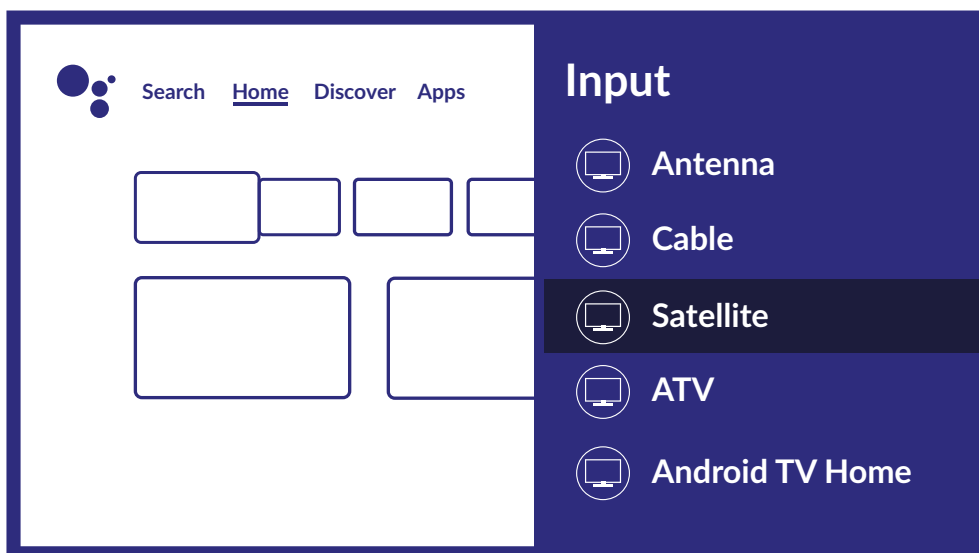 Search Home Discover Apps
Input
Antenna
Cable
Satellite
ATV
Android TV Home